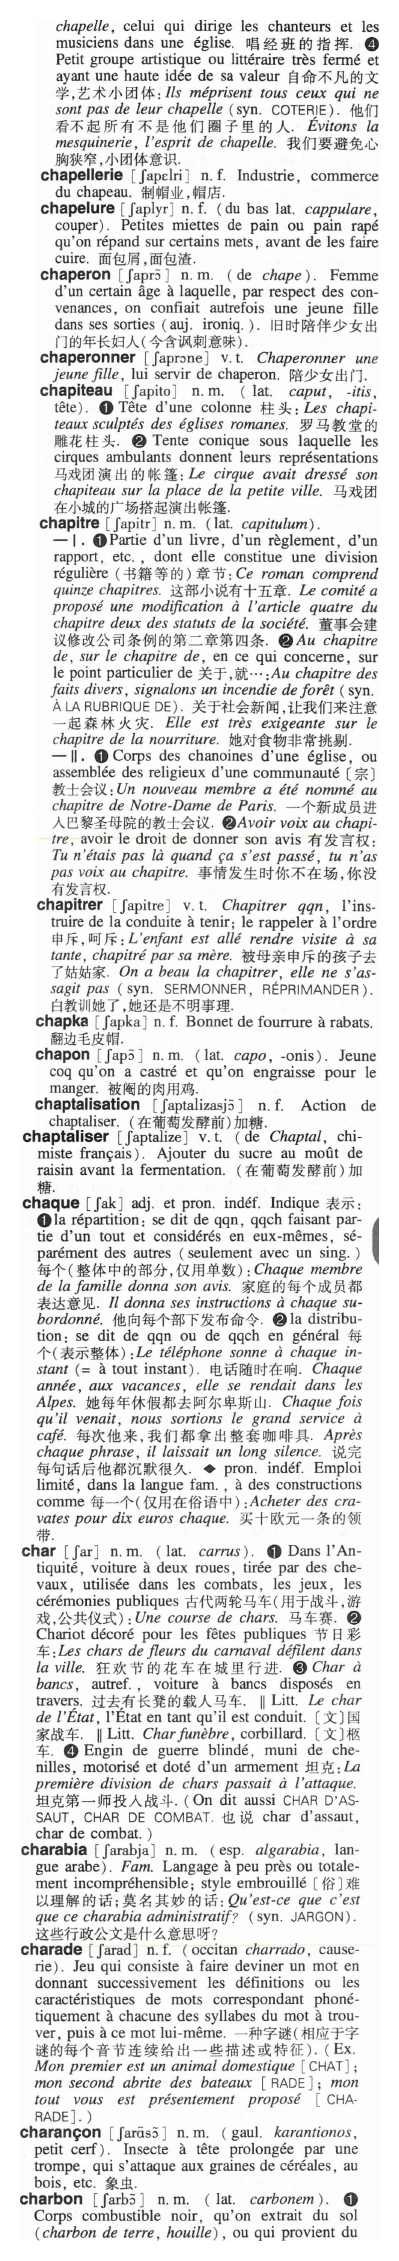 chapelle, celui qui dirige les chanteurs et les
musiciens dans une église. 唱经班的指挥. ❹
Petit groupe artistique ou littéraire très fermé et
ayant une haute idée de sa valeur 自命不凡的文
学,艺术小团体: Ils méprisent tous ceux qui ne
sont pas de leur chapelle (syn. COTERIE). 他们
看不起所有不是他们圈子里的人. Évitons la
mesquinerie, l'esprit de chapelle. 我们要避免心
胸狭窄,小团体意识.
chapellerie [ʃapɛlri] n. f. Industrie, commerce
du chapeau. 制帽业,帽店.
chapelure [ʃaplyr] n. f. (du bas lat. cappulare,
couper). Petites miettes de pain ou pain rapé
qu'on répand sur certains mets, avant de les faire
cuire. 面包屑,面包渣.
chaperon [ʃaprɔ̃] n. m. (de chape). Femme
d'un certain âge à laquelle, par respect des con-
venances, on confiait autrefois une jeune fille
dans ses sorties (auj. ironiq.). 旧时陪伴少女出
门的年长妇人(今含讽刺意味).
chaperonner [ʃaprɔne] v. t. Chaperonner une
jeune fille, lui servir de chaperon. 陪少女出门.
chapiteau [ʃapito] n. m. (lat. caput, -itis,
tête). ❶ Tête d'une colonne 柱头: Les chapi-
teaux sculptés des églises romanes. 罗马教堂的
雕花柱头. ❷ Tente conique sous laquelle les
cirques ambulants donnent leurs représentations
马戏团演出的帐篷: Le cirque avait dressé son
chapiteau sur la place de la petite ville. 马戏团
在小城的广场搭起演出帐篷.
chapitre [ʃapitr] n. m. (lat. capitulum).
— Ⅰ. ❶ Partie d'un livre, d'un règlement, d'un
rapport, etc., dont elle constitue une division
régulière (书籍等的)章节: Ce roman comprend
quinze chapitres. 这部小说有十五章. Le comité a
proposé une modification à l'article quatre du
chapitre deux des statuts de la société. 董事会建
议修改公司条例的第二章第四条. ❷ Au chapitre
de, sur le chapitre de, en ce qui concerne, sur
le point particulier de 关于,就…: Au chapitre des
faits divers, signalons un incendie de forêt (syn.
À LA RUBRIQUE DE). 关于社会新闻,让我们来注意
一起森林火灾. Elle est très exigeante sur le
chapitre de la nourriture. 她对食物非常挑剔.
— Ⅱ. ❶ Corps des chanoines d'une église, ou
assemblée des religieux d'une communauté 〔宗〕
教士会议: Un nouveau membre a été nommé au
chapitre de Notre-Dame de Paris. 一个新成员进
入巴黎圣母院的教士会议. ❷ Avoir voix au chapi-
tre, avoir le droit de donner son avis 有发言权:
Tu n'étais pas là quand ça s'est passé, tu n'as
pas voix au chapitre. 事情发生时你不在场,你没
有发言权.
chapitrer [ʃapitre] v. t. Chapitrer qqn, l'ins-
truire de la conduite à tenir; le rappeler à l'ordre
申斥,呵斥: L'enfant est allé rendre visite à sa
tante, chapitré par sa mère. 被母亲申斥的孩子去
了姑姑家. On a beau la chapitrer, elle ne s'as-
sagit pas (syn. SERMONNER, RÉPRIMANDER).
白教训她了,她还是不明事理.
chapka [ʃapka] n. f. Bonnet de fourrure à rabats.
翻边毛皮帽.
chapon [ʃapɔ̃] n. m. (lat. capo, -onis). Jeune
coq qu'on a castré et qu'on engraisse pour le
manger. 被阉的肉用鸡.
chaptalisation [ʃaptalizasjɔ̃] n. f. Action de
chaptaliser. (在葡萄发酵前)加糖.
chaptaliser [ʃaptalize] v. t. (de Chaptal, chi-
miste français). Ajouter du sucre au moût de
raisin avant la fermentation. (在葡萄发酵前)加
糖.
chaque [ʃak] adj. et pron. indéf. Indique 表示:
❶ la répartition: se dit de qqn, qqch faisant par-
tie d'un tout et considérés en eux-mêmes, sé-
parément des autres (seulement avec un sing.)
每个(整体中的部分,仅用单数): Chaque membre
de la famille donna son avis. 家庭的每个成员都
表达意见. Il donna ses instructions à chaque su-
bordonné. 他向每个部下发布命令. ❷ la distribu-
tion: se dit de qqn ou de qqch en général 每
个(表示整体): Le téléphone sonne à chaque in-
stant (= à tout instant). 电话随时在响. Chaque
année, aux vacances, elle se rendait dans les
Alpes. 她每年休假都去阿尔卑斯山. Chaque fois
qu'il venait, nous sortions le grand service à
café. 每次他来,我们都拿出整套咖啡具. Après
chaque phrase, il laissait un long silence. 说完
每句话后他都沉默很久. ◆ pron. indéf. Emploi
limité, dans la langue fam., à des constructions
comme 每一个(仅用在俗语中): Acheter des cra-
vates pour dix euros chaque. 买十欧元一条的领
带.
char [ʃar] n. m. (lat. carrus). ❶ Dans l'An-
tiquité, voiture à deux roues, tirée par des che-
vaux, utilisée dans les combats, les jeux, les
cérémonies publiques 古代两轮马车(用于战斗,游
戏,公共仪式): Une course de chars. 马车赛. ❷
Chariot décoré pour les fêtes publiques 节日彩
车: Les chars de fleurs du carnaval défilent dans
la ville. 狂欢节的花车在城里行进. ❸ Char à
bancs, autref., voiture à bancs disposés en
travers. 过去有长凳的载人马车. ‖ Litt. Le char
de l'État, l'État en tant qu'il est conduit. 〔文〕国
家战车. ‖ Litt. Char funèbre, corbillard. 〔文〕柩
车. ❹ Engin de guerre blindé, muni de che-
nilles, motorisé et doté d'un armement 坦克: La
première division de chars passait à l'attaque.
坦克第一师投入战斗. (On dit aussi CHAR D'AS-
SAUT, CHAR DE COMBAT. 也说 char d'assaut,
char de combat.)
charabia [ʃarabja] n. m. (esp. algarabia, lan-
gue arabe). Fam. Langage à peu près ou totale-
ment incompréhensible; style embrouillé 〔俗〕难
以理解的话;莫名其妙的话: Qu'est-ce que c'est
que ce charabia administratif? (syn. JARGON).
这些行政公文是什么意思呀?
charade [ʃarad] n. f. (occitan charrado, cause-
rie). Jeu qui consiste à faire deviner un mot en
donnant successivement les définitions ou les
caractéristiques de mots correspondant phoné-
tiquement à chacune des syllabes du mot à trou-
ver, puis à ce mot lui-même. 一种字谜(相应于字
谜的每个音节连续给出一些描述或特征). (Ex.
Mon premier est un animal domestique [CHAT];
mon second abrite des bateaux [RADE]; mon
tout vous est présentement proposé [CHA-
RADE].)
charançon [ʃarɑ̃sɔ̃] n. m. (gaul. karantionos,
petit cerf). Insecte à tête prolongée par une
trompe, qui s'attaque aux graines de céréales, au
bois, etc. 象虫.
charbon [ʃarbɔ̃] n. m. (lat. carbonem). ❶
Corps combustible noir, qu'on extrait du sol
(charbon de terre, houille), ou qui provient du